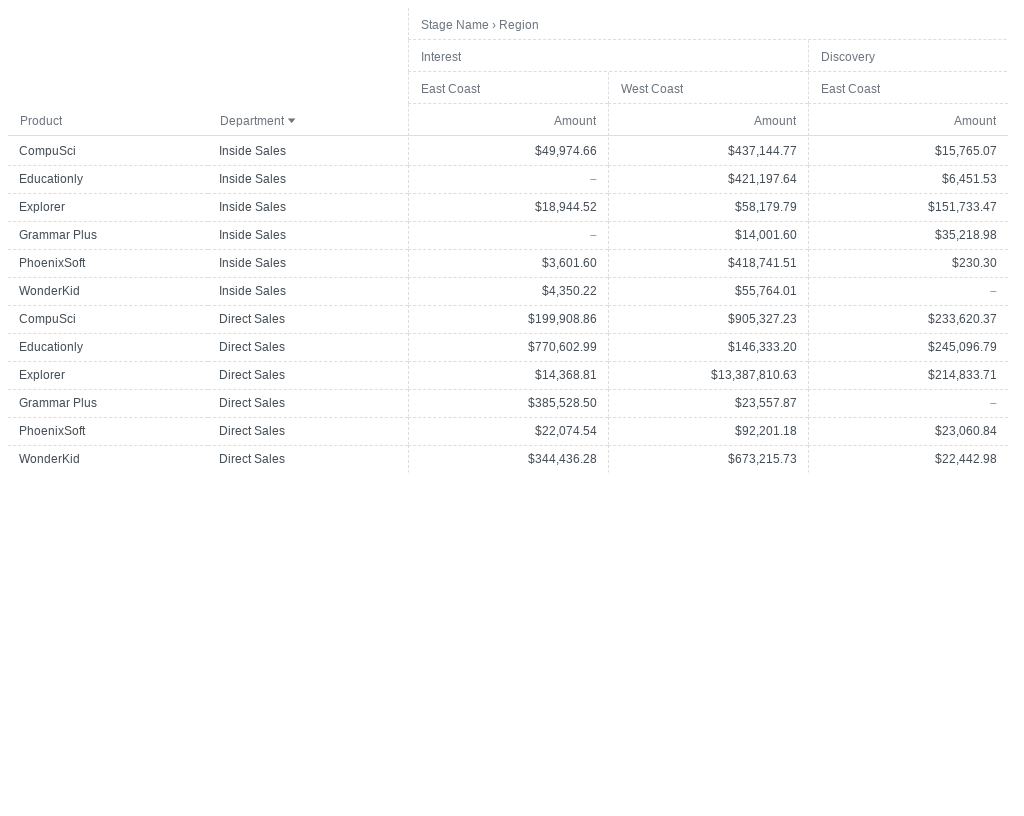 Stage Name › Region
Interest Discovery
East Coast West Coast East Coast
Product Department Amount Amount Amount
CompuSci Inside Sales $49,974.66 $437,144.77 $15,765.07
Educationly Inside Sales – $421,197.64 $6,451.53
Explorer Inside Sales $18,944.52 $58,179.79 $151,733.47
Grammar Plus Inside Sales – $14,001.60 $35,218.98
PhoenixSoft Inside Sales $3,601.60 $418,741.51 $230.30
WonderKid Inside Sales $4,350.22 $55,764.01 –
CompuSci Direct Sales $199,908.86 $905,327.23 $233,620.37
Educationly Direct Sales $770,602.99 $146,333.20 $245,096.79
Explorer Direct Sales $14,368.81 $13,387,810.63 $214,833.71
Grammar Plus Direct Sales $385,528.50 $23,557.87 –
PhoenixSoft Direct Sales $22,074.54 $92,201.18 $23,060.84
WonderKid Direct Sales $344,436.28 $673,215.73 $22,442.98